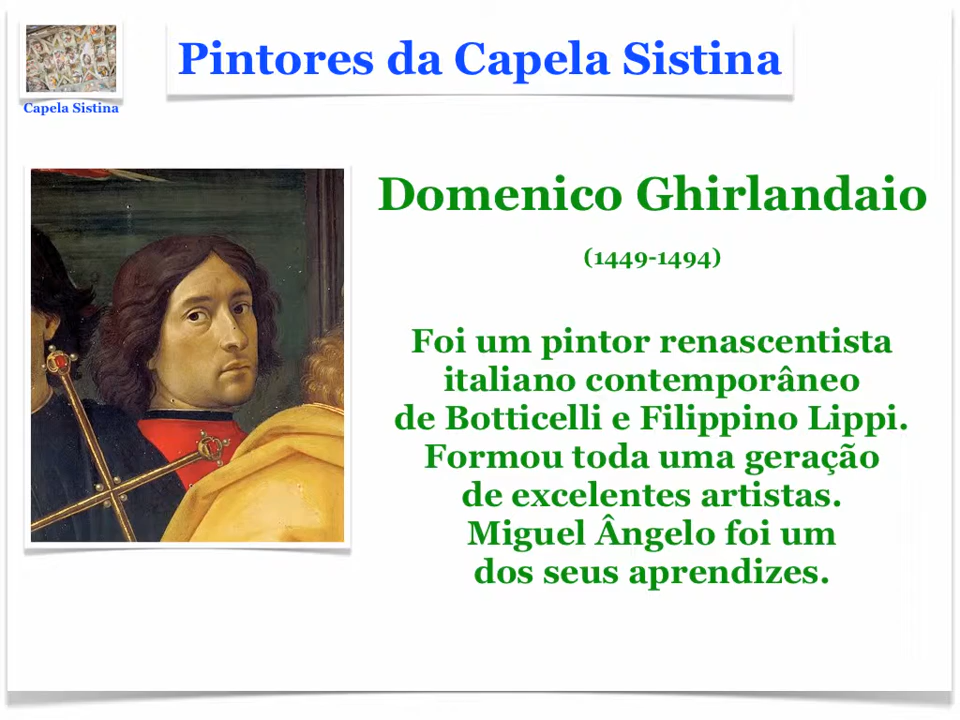 Pintores da Capela Sistina
Capela Sistina
Domenico Ghirlandaio
(1449-1494)
Foi um pintor renascentista
italiano contemporâneo
de Botticelli e Filippino Lippi.
Formou toda uma geração
de excelentes artistas.
Miguel Ângelo foi um
dos seus aprendizes.